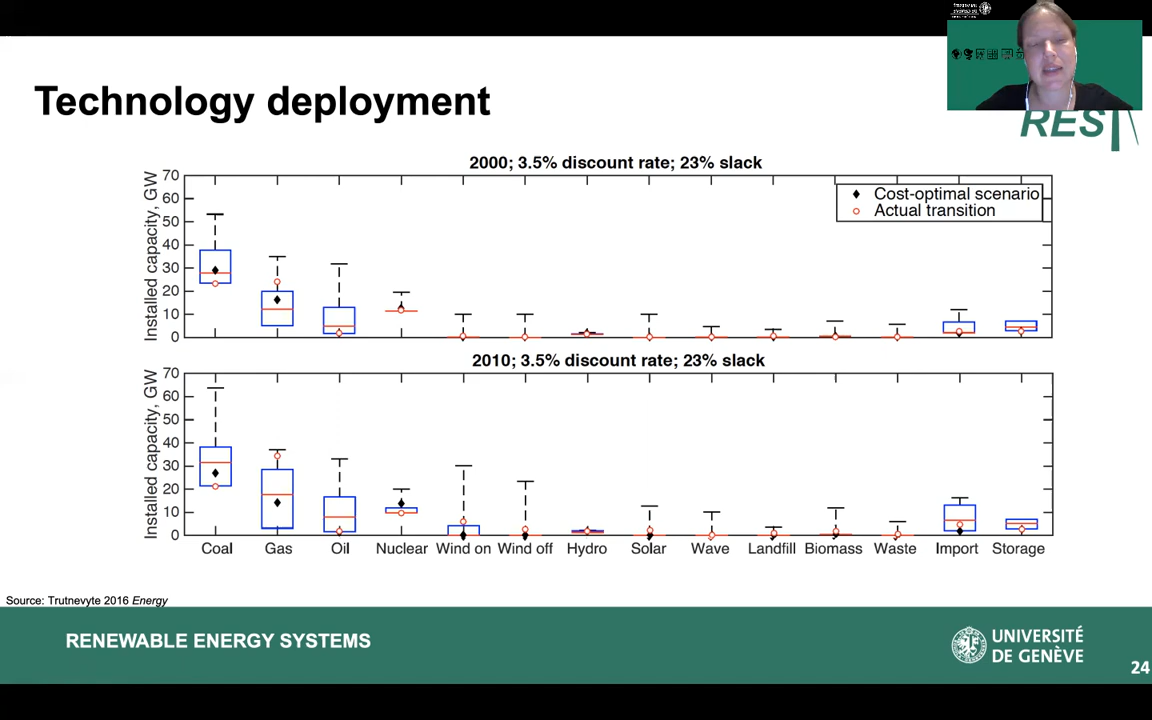 Technology deployment
REST
2000; 3.5% discount rate; 23% slack
Installed capacity, GW
70
60
50
40
30
20
10
0
Cost-optimal scenario
Actual transition
2010; 3.5% discount rate; 23% slack
Installed capacity, GW
70
60
50
40
30
20
10
0
Coal Gas Oil Nuclear Wind on Wind off Hydro Solar Wave Landfill Biomass Waste Import Storage
Source: Trutnevyte 2016 Energy
RENEWABLE ENERGY SYSTEMS
UNIVERSITÉ
DE GENÈVE
24